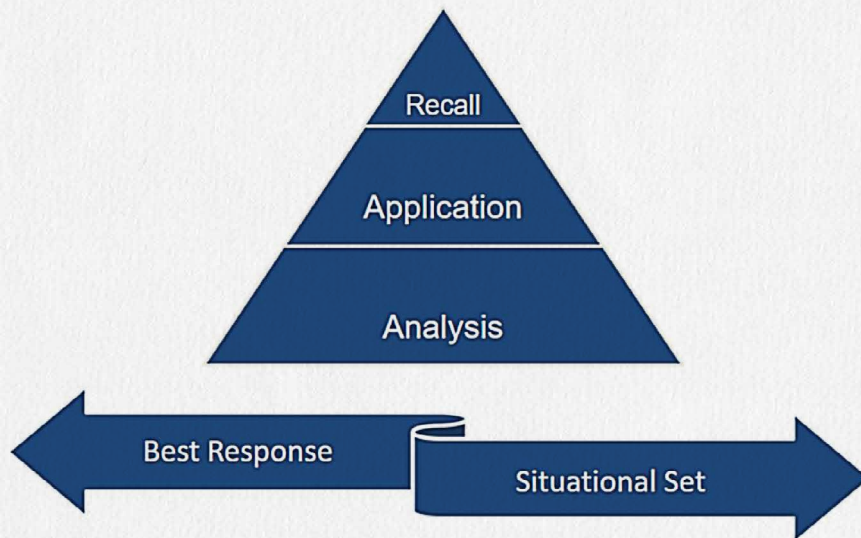 Recall
Application
Analysis
Best Response
Situational Set